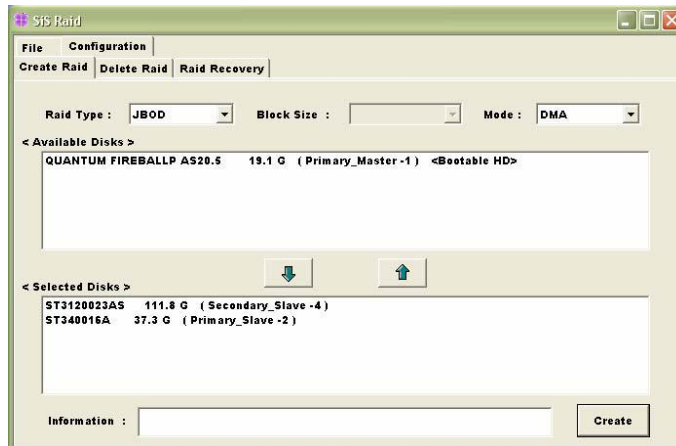 SiS Raid
File Configuration
Create Raid Delete Raid Raid Recovery
Raid Type : JBOD Block Size : Mode : DMA
< Available Disks >
QUANTUM FIREBALLP AS20.5 19.1 G ( Primary_Master -1 ) <Bootable HD>
< Selected Disks >
ST3120023AS 111.8 G ( Secondary_Slave -4 )
ST340016A 37.3 G ( Primary_Slave -2 )
Information : Create